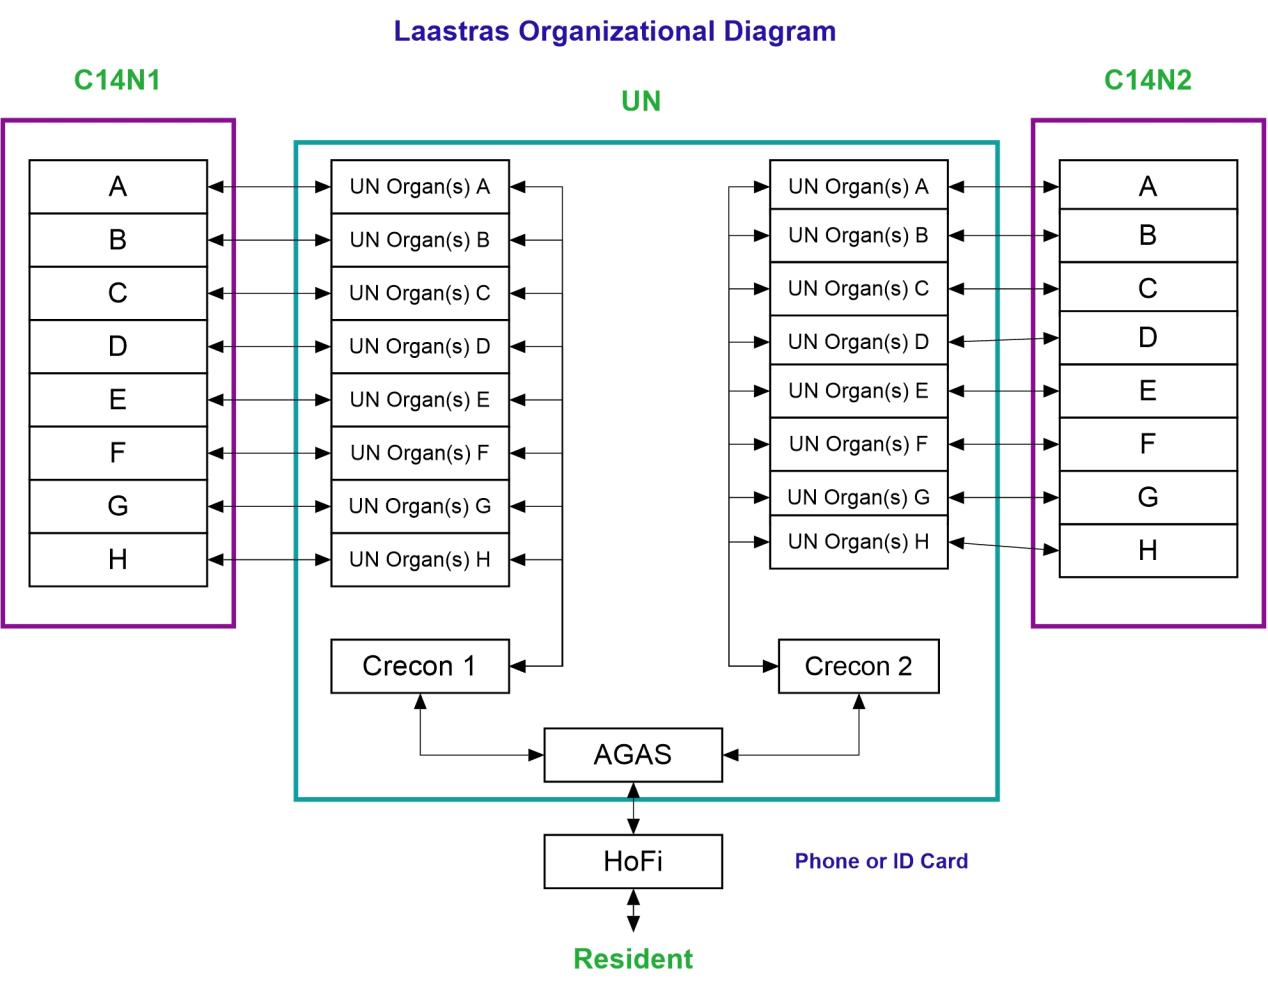 Laastras Organizational Diagram
C14N1
UN
C14N2
A
B
C
D
E
F
G
H
UN Organ(s) A
UN Organ(s) B
UN Organ(s) C
UN Organ(s) D
UN Organ(s) E
UN Organ(s) F
UN Organ(s) G
UN Organ(s) H
UN Organ(s) A
UN Organ(s) B
UN Organ(s) C
UN Organ(s) D
UN Organ(s) E
UN Organ(s) F
UN Organ(s) G
UN Organ(s) H
A
B
C
D
E
F
G
H
Crecon 1
Crecon 2
AGAS
HoFi
Phone or ID Card
Resident